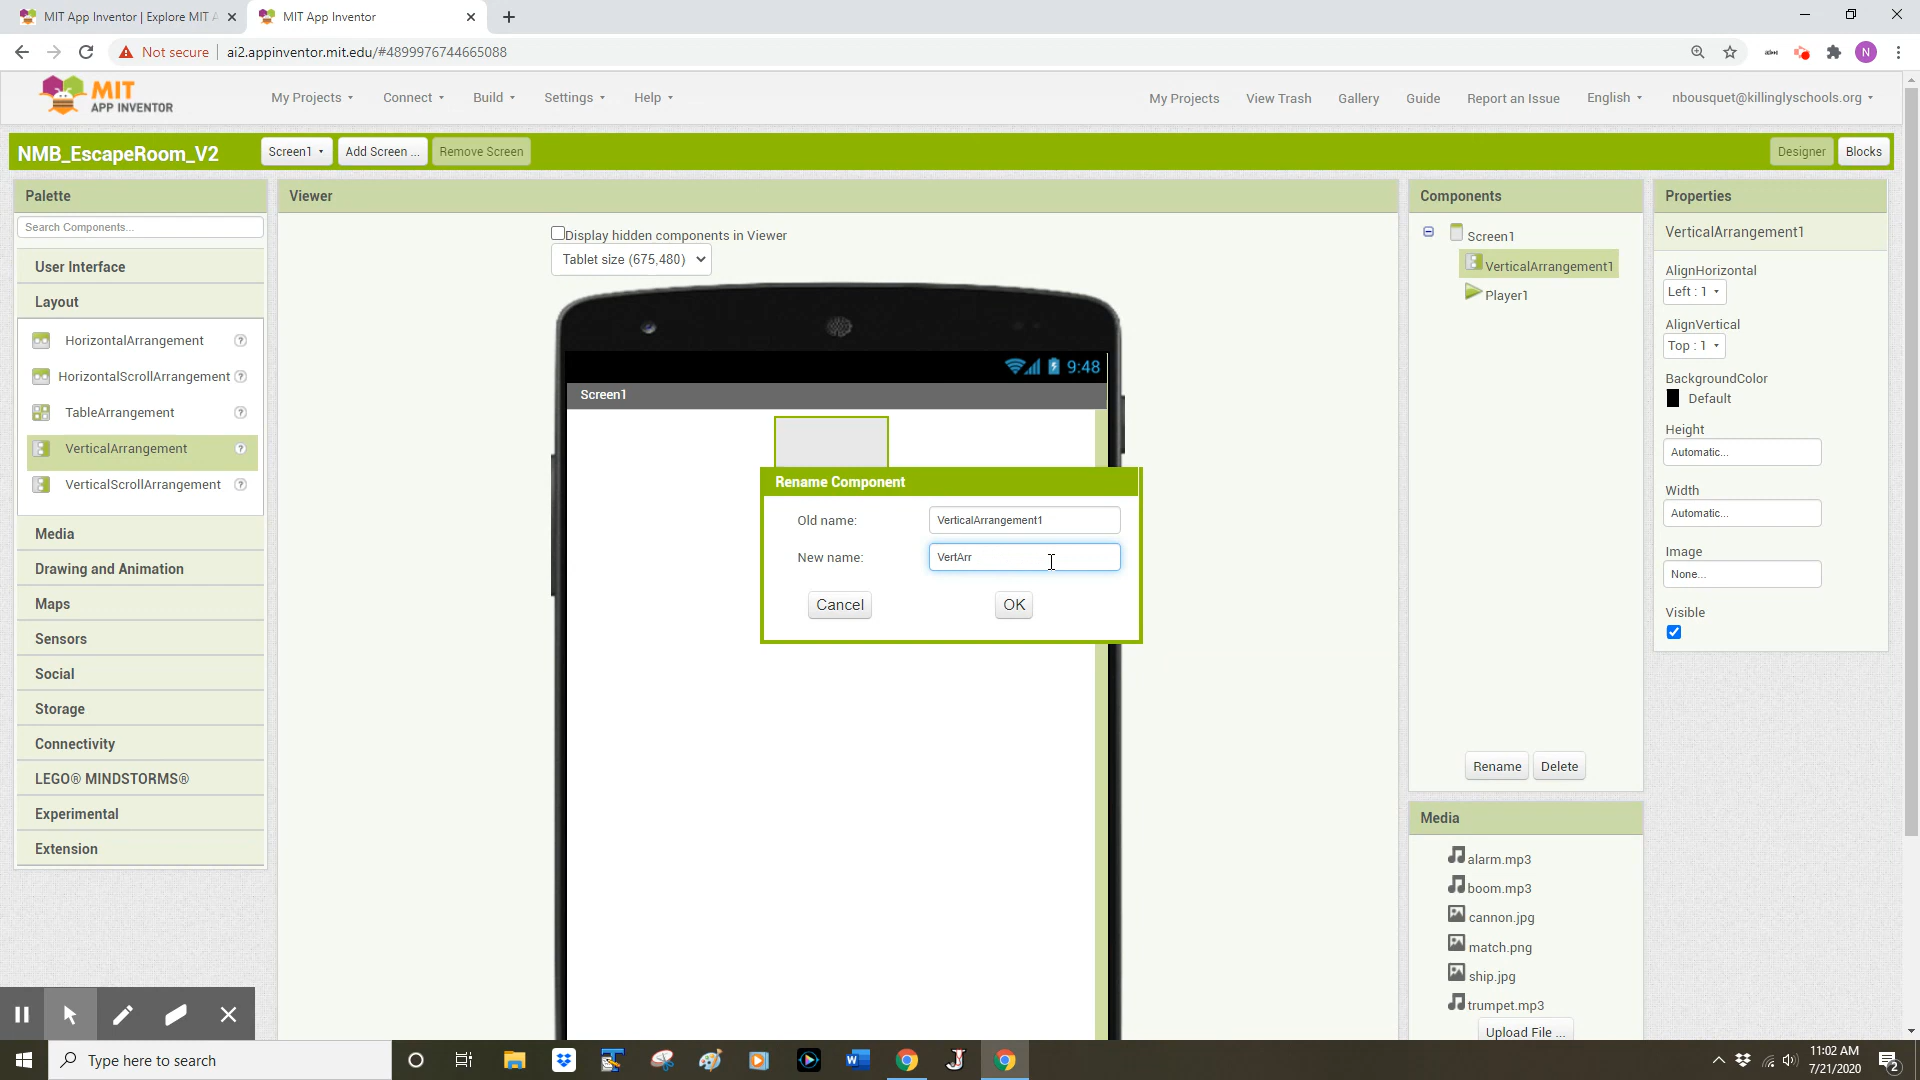 MIT App Inventor | Explore MIT A
MIT App Inventor
Not secure
ai2.appinventor.mit.edu/#4899976744665088
N
MIT
APP INVENTOR
My Projects
Connect
Build
Settings
Help
My Projects
View Trash
Gallery
Guide
Report an Issue
English
nbousquet@killinglyschools.org
NMB_EscapeRoom_V2
Screen1
Add Screen ...
Remove Screen
Designer
Blocks
Palette
Search Components...
User Interface
Layout
HorizontalArrangement ?
HorizontalScrollArrangement ?
TableArrangement ?
VerticalArrangement ?
VerticalScrollArrangement ?
Media
Drawing and Animation
Maps
Sensors
Social
Storage
Connectivity
LEGO® MINDSTORMS®
Experimental
Extension
Viewer
Display hidden components in Viewer
Tablet size (675,480)
9:48
Screen1
Rename Component
Old name: VerticalArrangement1
New name: VertArr
Cancel
OK
Components
Screen1
VerticalArrangement1
Player1
Rename
Delete
Media
alarm.mp3
boom.mp3
cannon.jpg
match.png
ship.jpg
trumpet.mp3
Upload File ...
Properties
VerticalArrangement1
AlignHorizontal
Left : 1
AlignVertical
Top : 1
BackgroundColor
Default
Height
Automatic...
Width
Automatic...
Image
None...
Visible
Type here to search
11:02 AM
7/21/2020
2